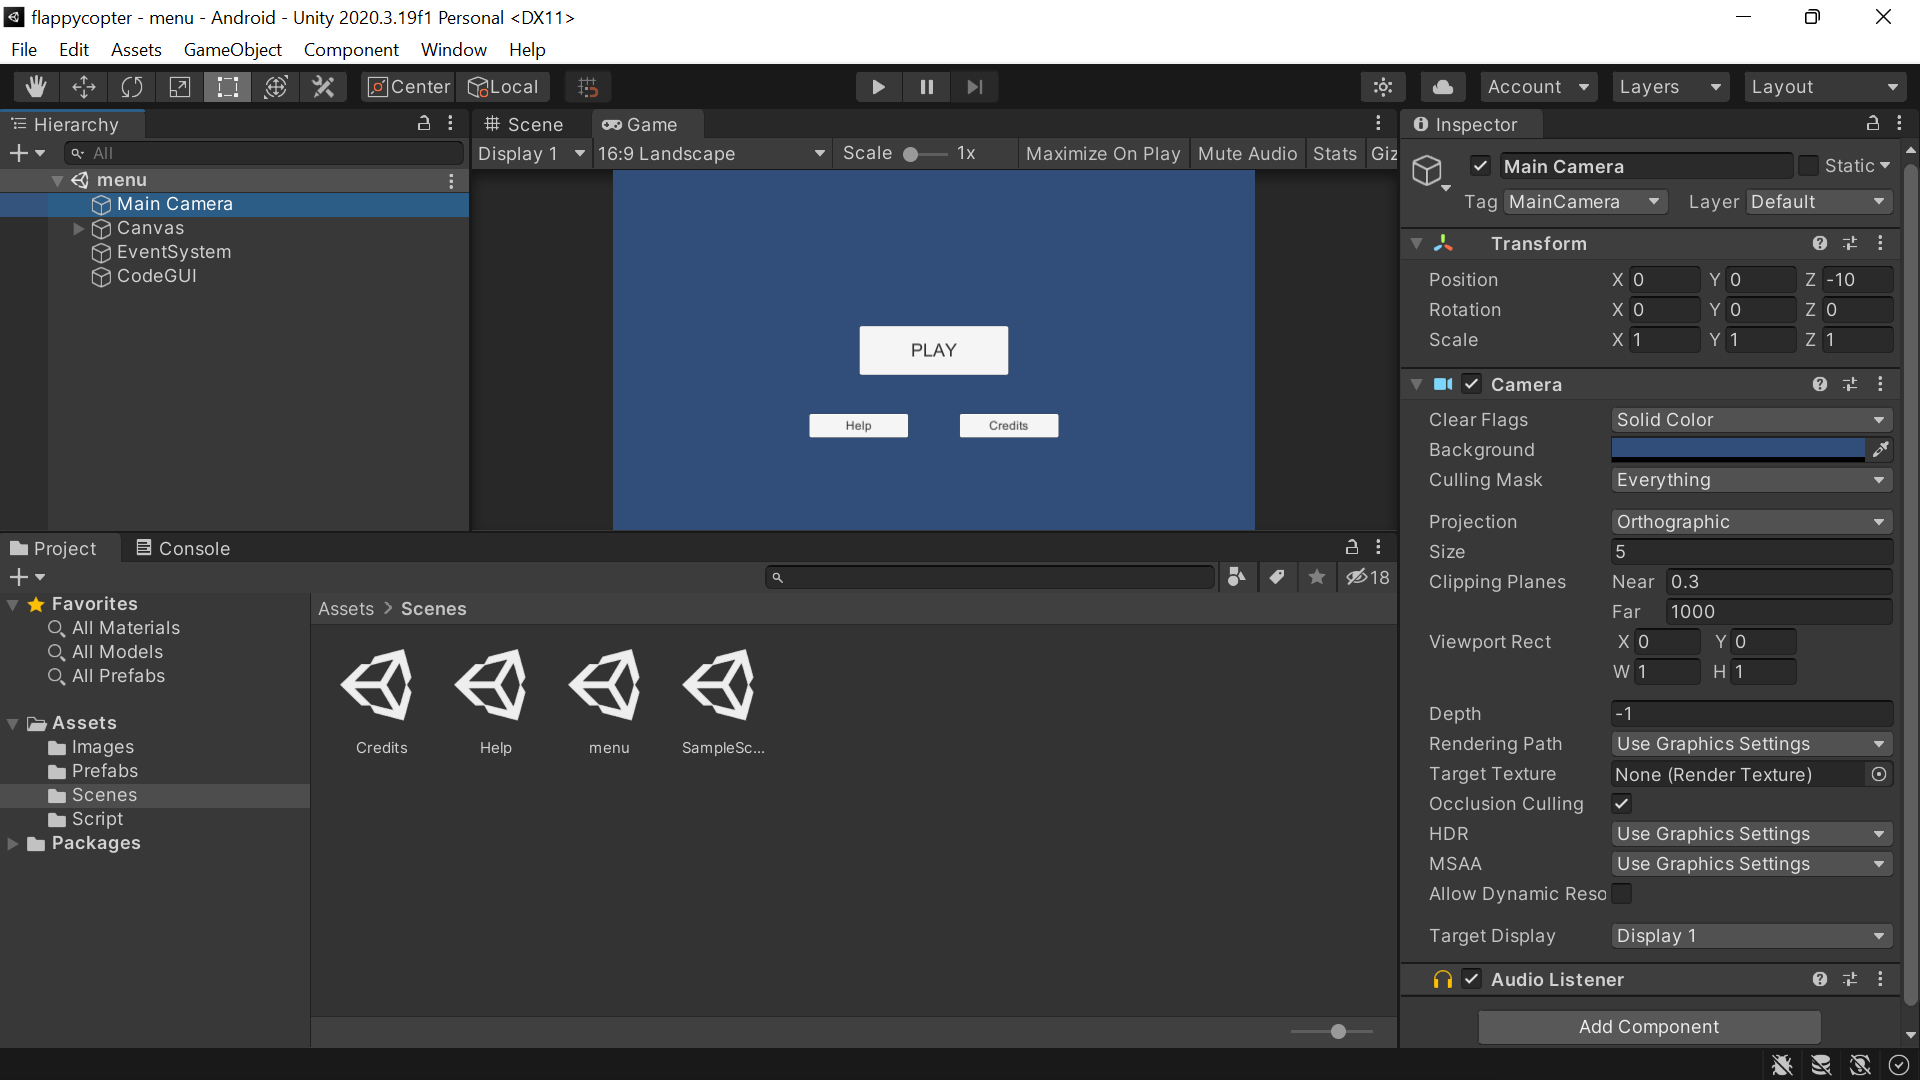 flappycopter - menu - Android - Unity 2020.3.19f1 Personal <DX11>
File Edit Assets GameObject Component Window Help
Center Local Account Layers Layout
Hierarchy
All
menu
Main Camera
Canvas
EventSystem
CodeGUI
Scene Game
Display 1 16:9 Landscape Scale 1x Maximize On Play Mute Audio Stats Giz
PLAY
Help Credits
Project Console
18
Favorites
All Materials
All Models
All Prefabs
Assets
Images
Prefabs
Scenes
Script
Packages
Assets > Scenes
Credits Help menu SampleSc...
Inspector
Main Camera Static
Tag MainCamera Layer Default
Transform
Position X 0 Y 0 Z -10
Rotation X 0 Y 0 Z 0
Scale X 1 Y 1 Z 1
Camera
Clear Flags Solid Color
Background
Culling Mask Everything
Projection Orthographic
Size 5
Clipping Planes Near 0.3
Far 1000
Viewport Rect X 0 Y 0
W 1 H 1
Depth -1
Rendering Path Use Graphics Settings
Target Texture None (Render Texture)
Occlusion Culling
HDR Use Graphics Settings
MSAA Use Graphics Settings
Allow Dynamic Reso
Target Display Display 1
Audio Listener
Add Component